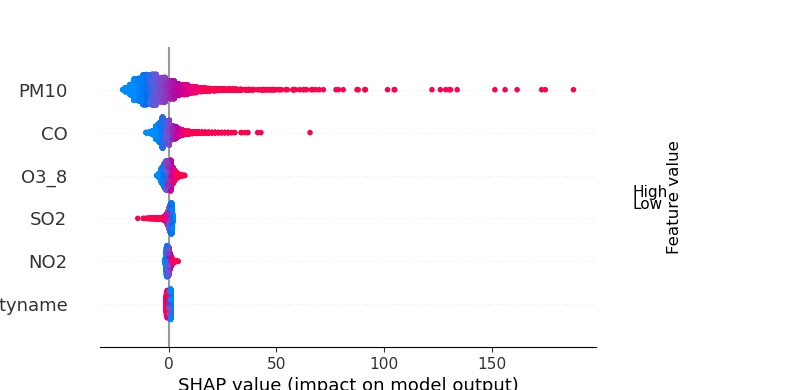 PM10
CO
O3_8
SO2
NO2
tyname
0 50 100 150
SHAP value (impact on model output)
High
Low
Feature value